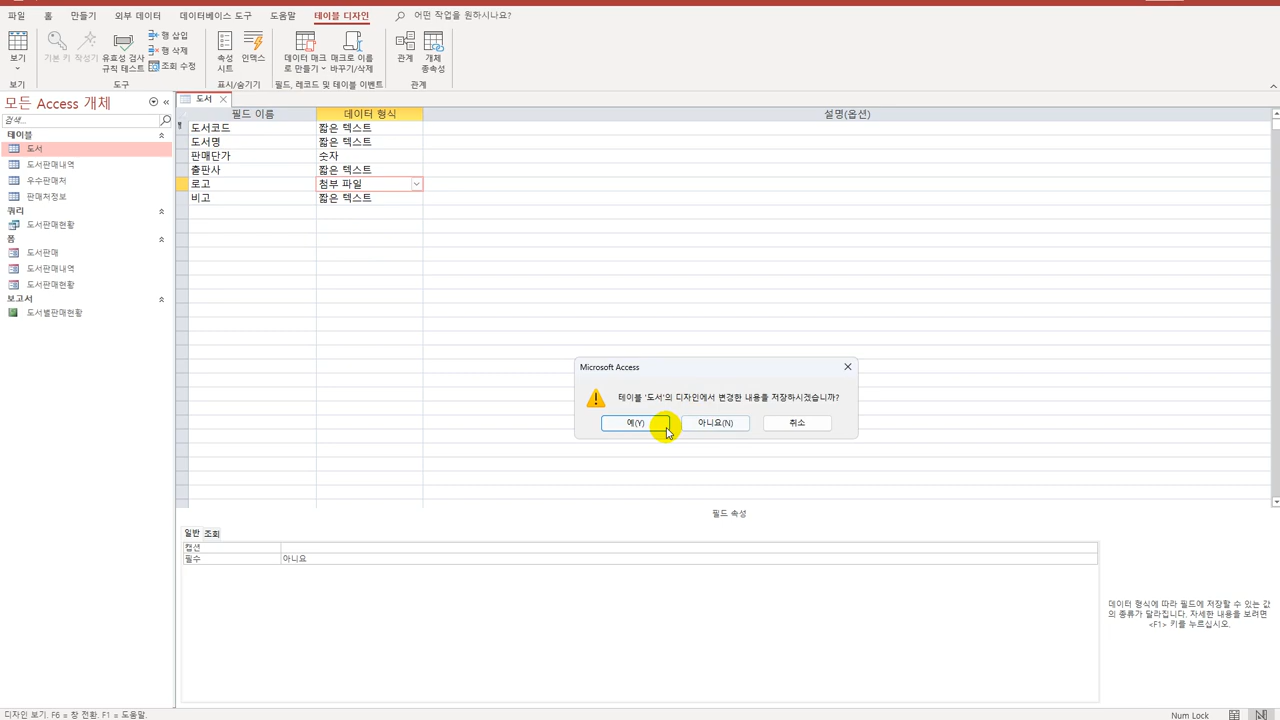 파일 홈 만들기 외부 데이터 데이터베이스 도구 도움말 테이블 디자인 어떤 작업을 원하시나요?
보기
기본 키
작성기
유효성 검사
규칙 테스트
행 삽입
행 삭제
조회 수정
속성
시트
인덱스
데이터 매크
로 만들기
매크로 이름
바꾸기/삭제
관계
개체
종속성
보기 도구 표시/숨기기 필드, 레코드 및 테이블 이벤트 관계
모든 Access 개체
검색...
테이블
도서
도서판매내역
우수판매처
판매처정보
쿼리
도서판매현황
폼
도서판매
도서판매내역
도서판매현황
보고서
도서별판매현황
도서
필드 이름 데이터 형식 설명(옵션)
도서코드 짧은 텍스트
도서명 짧은 텍스트
판매단가 숫자
출판사 짧은 텍스트
로고 첨부 파일
비고 짧은 텍스트
Microsoft Access
테이블 '도서'의 디자인에서 변경한 내용을 저장하시겠습니까?
예(Y) 아니요(N) 취소
필드 속성
일반 조회
캡션
필수 아니요
데이터 형식에 따라 필드에 저장할 수 있는 값
의 종류가 달라집니다. 자세한 내용을 보려면
<F1> 키를 누르십시오.
디자인 보기. F6 = 창 전환. F1 = 도움말. Num Lock